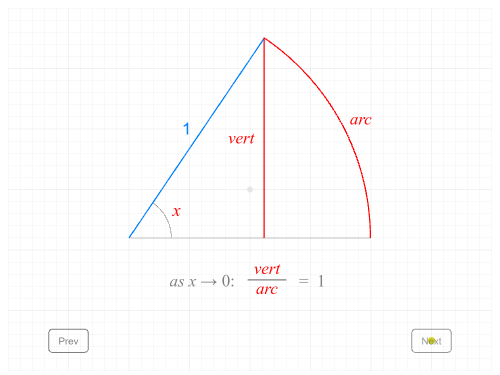 1
vert
arc
x
as x → 0: vert/arc = 1
Prev
Next